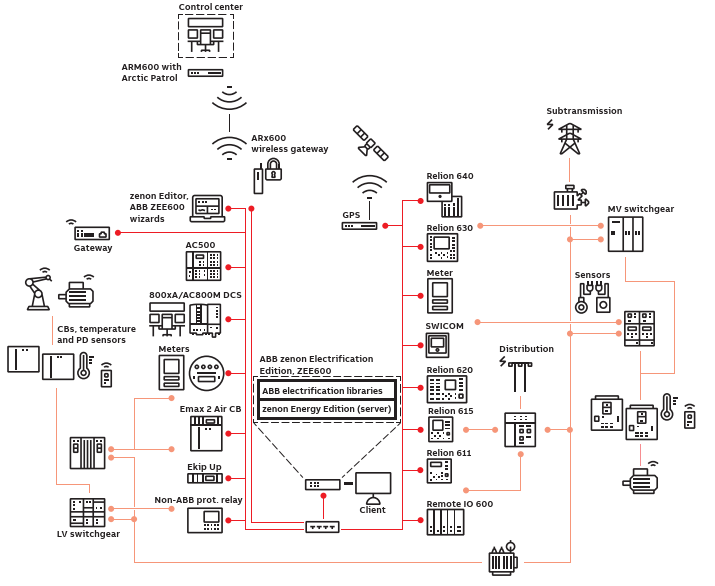 Control center
ARM600 with
Arctic Patrol
Subtransmission
ARx600
wireless gateway
Relion 640
zenon Editor,
ABB ZEE600
wizards
GPS
MV switchgear
Relion 630
Gateway
AC500
Meter
Sensors
800xA/AC800M DCS
SWICOM
CBs, temperature
and PD sensors
Meters
Distribution
ABB zenon Electrification
Edition, ZEE600
Relion 620
ABB electrification libraries
zenon Energy Edition (server)
Emax 2 Air CB
Relion 615
Relion 611
Ekip Up
Non-ABB prot. relay
Client
Remote IO 600
LV switchgear